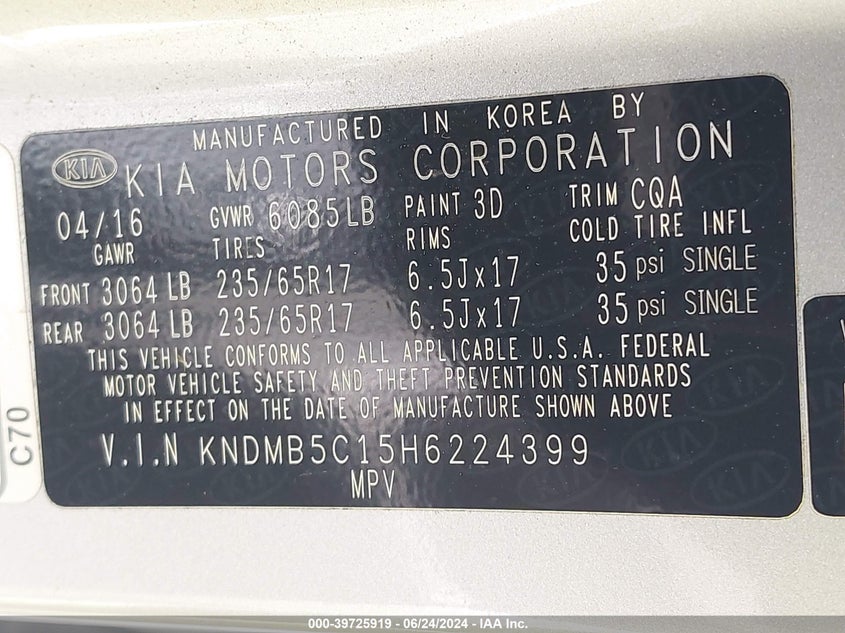 MANUFACTURED IN KOREA BY
KIA KIA MOTORS CORPORATION
04/16 GVWR 6085LB PAINT 3D TRIM CQA
GAWR TIRES RIMS COLD TIRE INFL
FRONT 3064 LB 235/65R17 6.5Jx17 35 psi SINGLE
REAR 3064 LB 235/65R17 6.5Jx17 35 psi SINGLE
THIS VEHICLE CONFORMS TO ALL APPLICABLE U.S.A. FEDERAL
MOTOR VEHICLE SAFETY AND THEFT PREVENTION STANDARDS
IN EFFECT ON THE DATE OF MANUFACTURE SHOWN ABOVE
V.I.N KNDMB5C15H6224399
MPV
C70
000-39725919 - 06/24/2024 - IAA Inc.